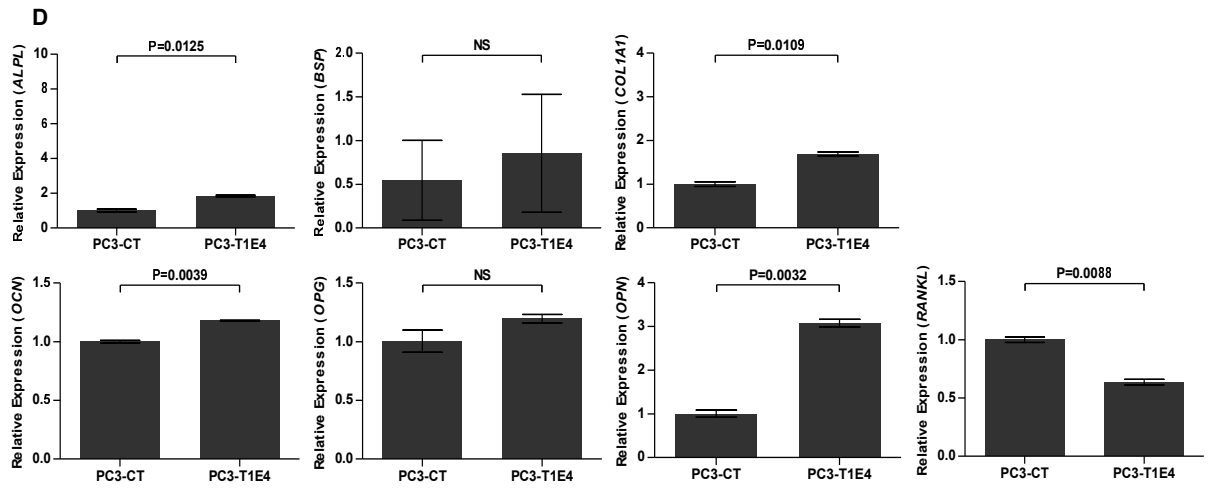 D
Relative Expression (ALPL)
10
8
6
4
2
0
P=0.0125
PC3-CT PC3-T1E4
Relative Expression (BSP)
2.0
1.5
1.0
0.5
0.0
NS
PC3-CT PC3-T1E4
Relative Expression (COL1A1)
4
3
2
1
0
P=0.0109
PC3-CT PC3-T1E4
Relative Expression (OCN)
1.5
1.0
0.5
0.0
P=0.0039
PC3-CT PC3-T1E4
Relative Expression (OPG)
1.5
1.0
0.5
0.0
NS
PC3-CT PC3-T1E4
Relative Expression (OPN)
4
3
2
1
0
P=0.0032
PC3-CT PC3-T1E4
Relative Expression (RANKL)
1.5
1.0
0.5
0.0
P=0.0088
PC3-CT PC3-T1E4